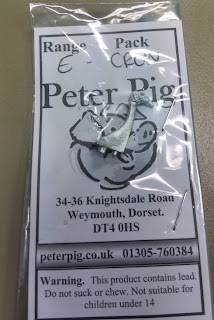 Range Pack
E - CROWN
Peter Pig
34-36 Knightsdale Road
Weymouth, Dorset.
DT4 0HS
peterpig.co.uk 01305-760384
Warning. This product contains lead.
Do not suck or chew. Not suitable for
children under 14